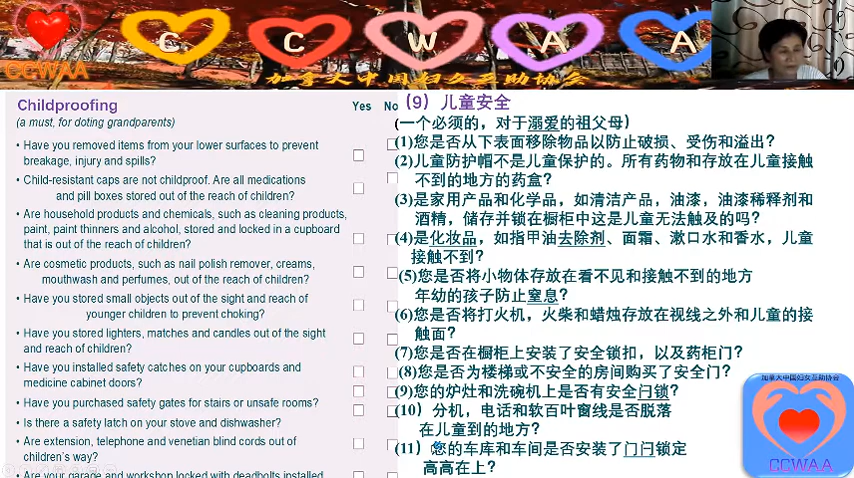 C C W A A
CCWAA
加拿大中国妇女互助协会
Childproofing
Yes No
(a must, for doting grandparents)
• Have you removed items from your lower surfaces to prevent
breakage, injury and spills?
• Child-resistant caps are not childproof. Are all medications
and pill boxes stored out of the reach of children?
• Are household products and chemicals, such as cleaning products,
paint, paint thinners and alcohol, stored and locked in a cupboard
that is out of the reach of children?
• Are cosmetic products, such as nail polish remover, creams,
mouthwash and perfumes, out of the reach of children?
• Have you stored small objects out of the sight and reach of
younger children to prevent choking?
• Have you stored lighters, matches and candles out of the sight
and reach of children?
• Have you installed safety catches on your cupboards and
medicine cabinet doors?
• Have you purchased safety gates for stairs or unsafe rooms?
• Is there a safety latch on your stove and dishwasher?
• Are extension, telephone and venetian blind cords out of
children's way?
• Are your garage and workshop locked with deadbolts installed
(9）儿童安全
(一个必须的，对于溺爱的祖父母)
(1)您是否从下表面移除物品以防止破损、受伤和溢出？
(2)儿童防护帽不是儿童保护的。所有药物和存放在儿童接触
不到的地方的药盒？
(3)是家用产品和化学品，如清洁产品，油漆，油漆稀释剂和
酒精，储存并锁在橱柜中这是儿童无法触及的吗？
(4)是化妆品，如指甲油去除剂、面霜、漱口水和香水，儿童
接触不到？
(5)您是否将小物体存放在看不见和接触不到的地方
年幼的孩子防止窒息？
(6)您是否将打火机，火柴和蜡烛存放在视线之外和儿童的接
触面？
(7)您是否在橱柜上安装了安全锁扣，以及药柜门？
(8)您是否为楼梯或不安全的房间购买了安全门？
(9)您的炉灶和洗碗机上是否有安全闩锁？
(10）分机，电话和软百叶窗线是否脱落
在儿童到的地方？
(11）您的车库和车间是否安装了门闩锁定
高高在上？
加拿大中国妇女互助协会
CCWAA